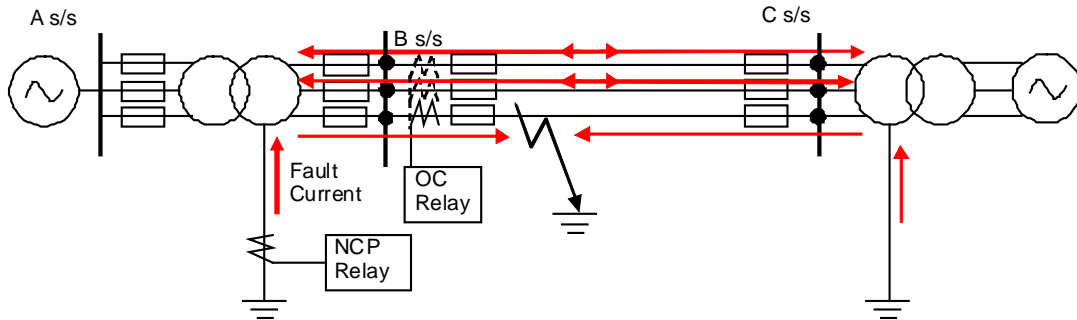 A s/s
B s/s
C s/s
Fault
Current
OC
Relay
NCP
Relay